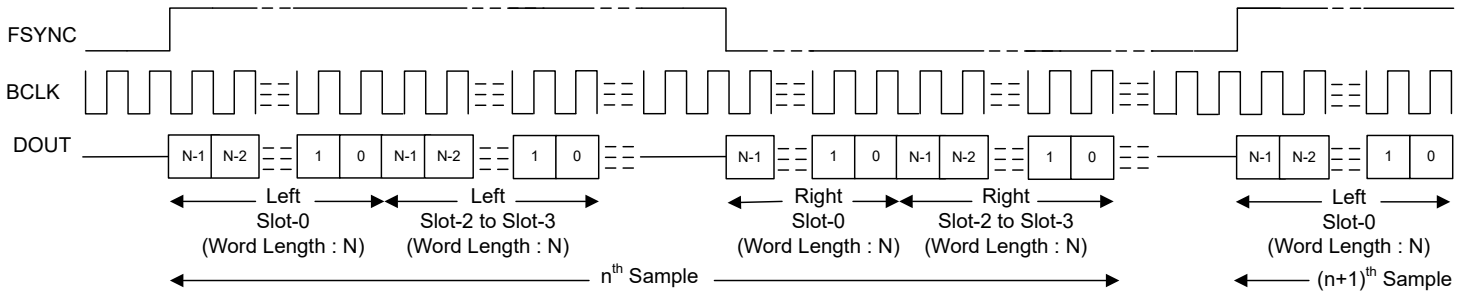 FSYNC
BCLK
DOUT
N-1 N-2 1 0 N-1 N-2 1 0 N-1 1 0 N-1 N-2 1 0 N-1 N-2 1 0
Left Left Right Right Left
Slot-0 Slot-2 to Slot-3 Slot-0 Slot-2 to Slot-3 Slot-0
(Word Length : N) (Word Length : N) (Word Length : N) (Word Length : N) (Word Length : N)
nth Sample (n+1)th Sample